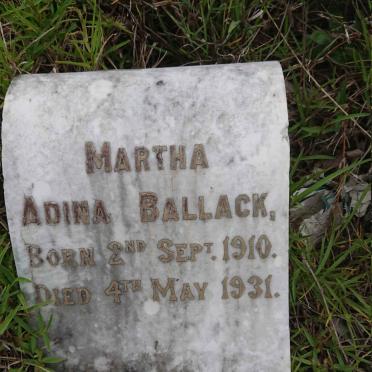 MARTHA
ADINA BALLACK,
BORN 2ND SEPT. 1910.
DIED 4TH MAY 1931.